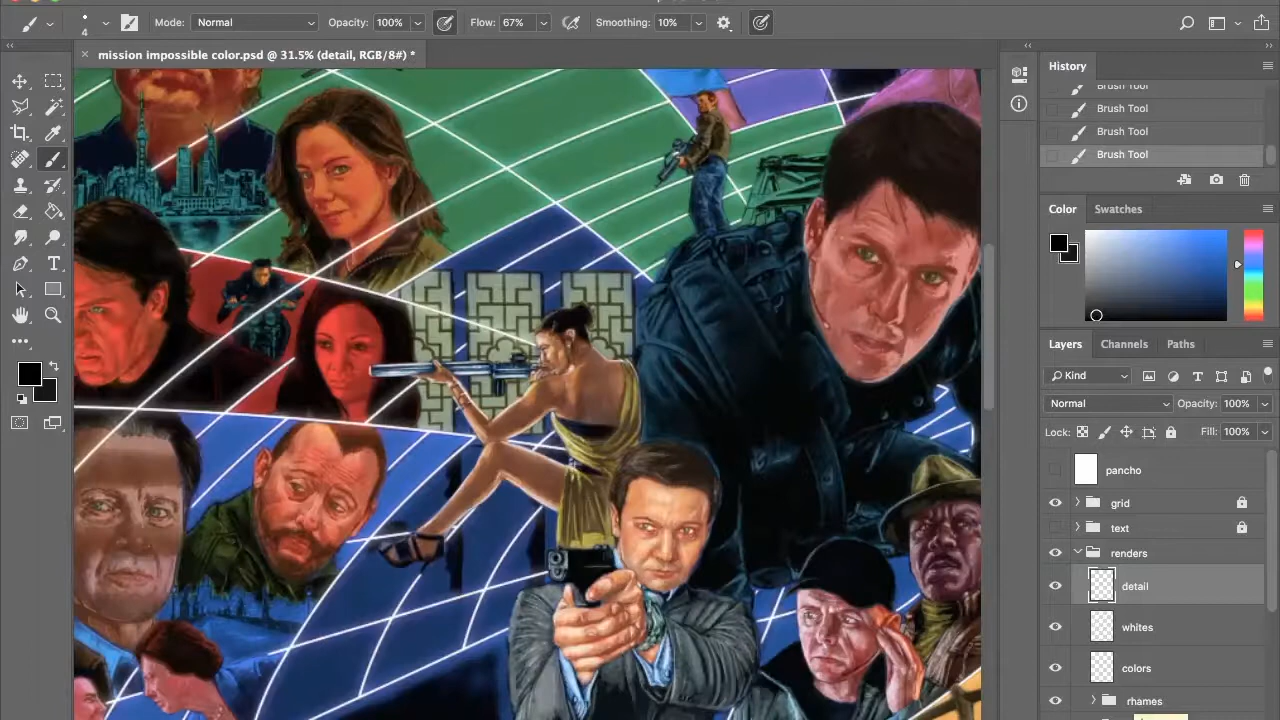 4 Mode: Normal Opacity: 100% Flow: 67% Smoothing: 10%
mission impossible color.psd @ 31.5% (detail, RGB/8#) *
History
Brush Tool
Brush Tool
Brush Tool
Brush Tool
Color Swatches
Layers Channels Paths
Kind
Normal Opacity: 100%
Lock: Fill: 100%
pancho
grid
text
renders
detail
whites
colors
rhames